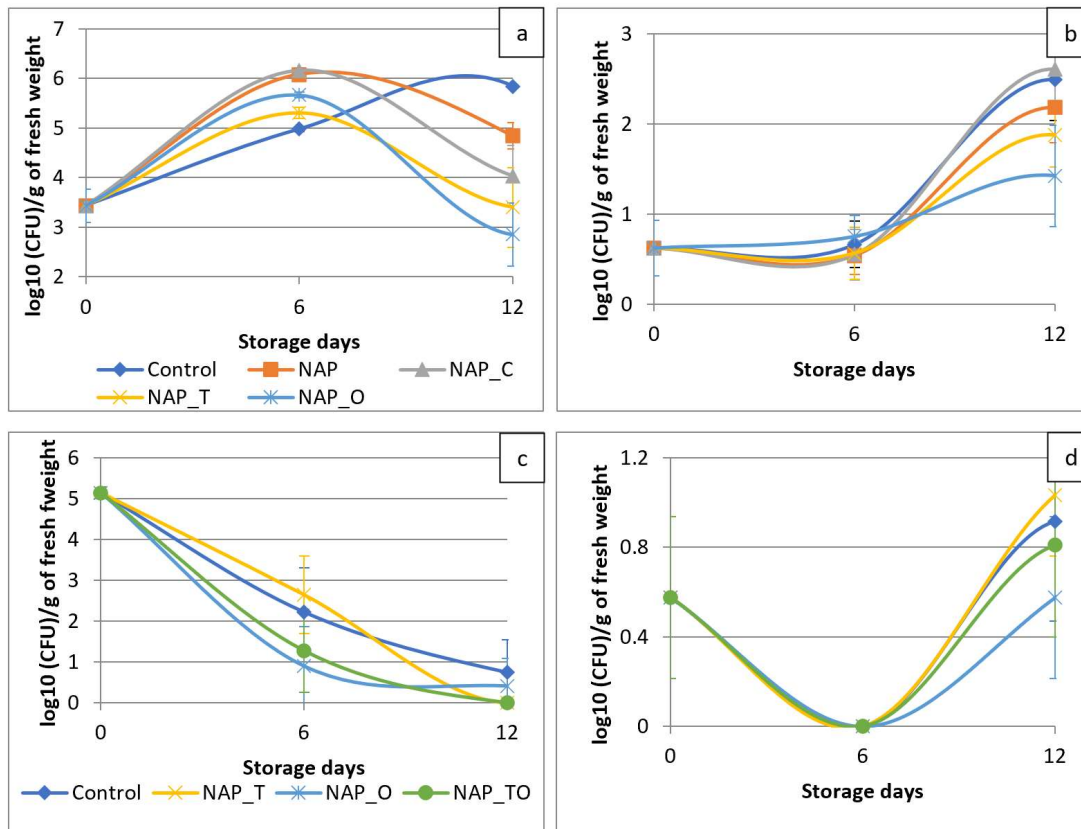 a
log10 (CFU)/g of fresh weight
7
6
5
4
3
2
0 6 12
Storage days
Control NAP NAP_C
NAP_T NAP_O
b
log10 (CFU)/g of fresh weight
3
2
1
0
0 6 12
Storage days
c
log10 (CFU)/g of fresh fweight
6
5
4
3
2
1
0
0 6 12
Storage days
Control NAP_T NAP_O NAP_TO
d
log10 (CFU)/g of fresh weight
1.2
0.8
0.4
0
0 6 12
Storage days